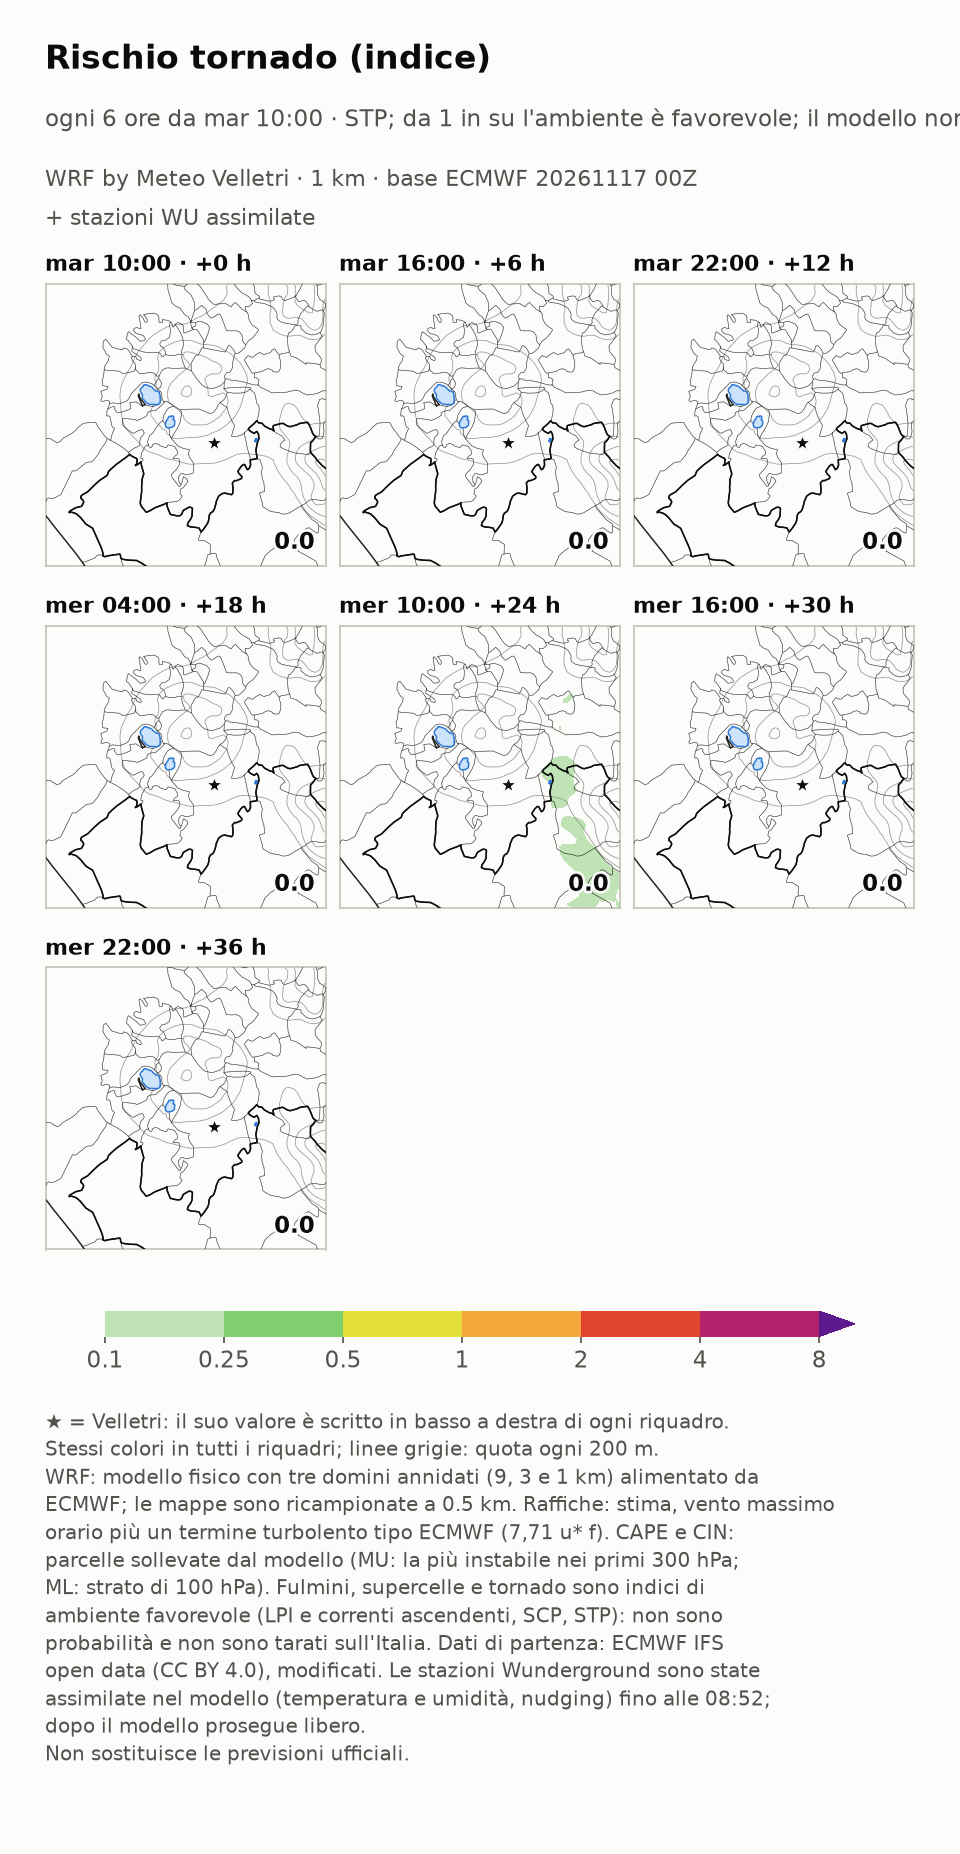 Rischio tornado (indice)
ogni 6 ore da mar 10:00 · STP; da 1 in su l'ambiente è favorevole; il modello non
WRF by Meteo Velletri · 1 km · base ECMWF 20261117 00Z
+ stazioni WU assimilate
mar 10:00 · +0 h
mar 16:00 · +6 h
mar 22:00 · +12 h
0.0
0.0
0.0
mer 04:00 · +18 h
mer 10:00 · +24 h
mer 16:00 · +30 h
0.0
0.0
0.0
mer 22:00 · +36 h
0.0
0.1 0.25 0.5 1 2 4 8
★ = Velletri: il suo valore è scritto in basso a destra di ogni riquadro.
Stessi colori in tutti i riquadri; linee grigie: quota ogni 200 m.
WRF: modello fisico con tre domini annidati (9, 3 e 1 km) alimentato da
ECMWF; le mappe sono ricampionate a 0.5 km. Raffiche: stima, vento massimo
orario più un termine turbolento tipo ECMWF (7,71 u* f). CAPE e CIN:
parcelle sollevate dal modello (MU: la più instabile nei primi 300 hPa;
ML: strato di 100 hPa). Fulmini, supercelle e tornado sono indici di
ambiente favorevole (LPI e correnti ascendenti, SCP, STP): non sono
probabilità e non sono tarati sull'Italia. Dati di partenza: ECMWF IFS
open data (CC BY 4.0), modificati. Le stazioni Wunderground sono state
assimilate nel modello (temperatura e umidità, nudging) fino alle 08:52;
dopo il modello prosegue libero.
Non sostituisce le previsioni ufficiali.